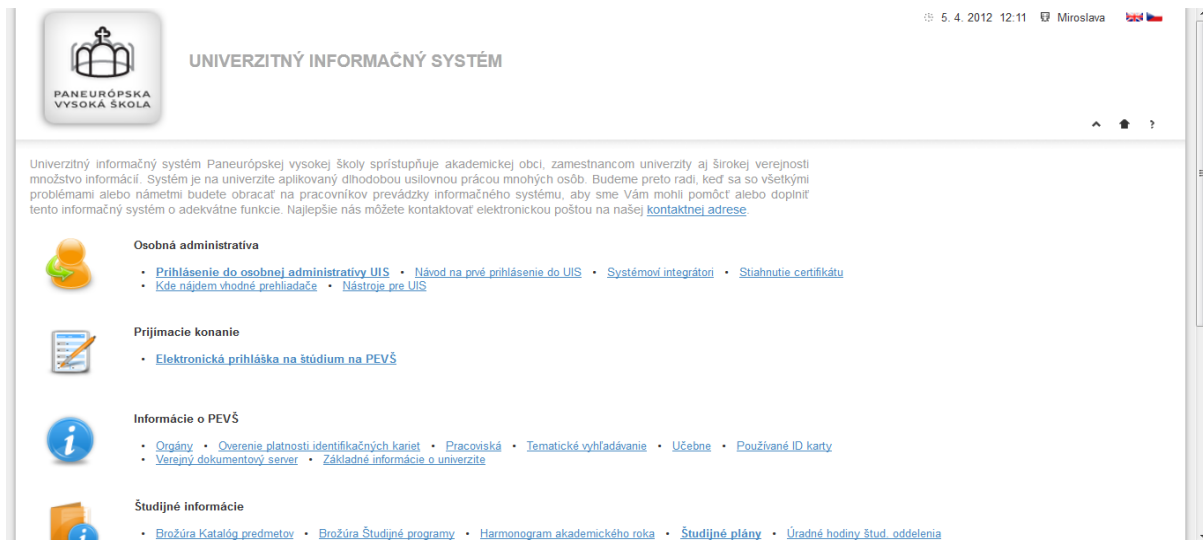 5. 4. 2012 12:11 Miroslava
PANEURÓPSKA
VYSOKÁ ŠKOLA
UNIVERZITNÝ INFORMAČNÝ SYSTÉM
?
Univerzitný informačný systém Paneurópskej vysokej školy sprístupňuje akademickej obci, zamestnancom univerzity aj širokej verejnosti
množstvo informácií. Systém je na univerzite aplikovaný dlhodobou usilovnou prácou mnohých osôb. Budeme preto radi, keď sa so všetkými
problémami alebo námetmi budete obracať na pracovníkov prevádzky informačného systému, aby sme Vám mohli pomôcť alebo doplniť
tento informačný systém o adekvátne funkcie. Najlepšie nás môžete kontaktovať elektronickou poštou na našej kontaktnej adrese.
Osobná administratíva
• Prihlásenie do osobnej administratívy UIS • Návod na prvé prihlásenie do UIS • Systémoví integrátori • Stiahnutie certifikátu
• Kde nájdem vhodné prehliadače • Nástroje pre UIS
Prijímacie konanie
• Elektronická prihláška na štúdium na PEVŠ
Informácie o PEVŠ
• Orgány • Overenie platnosti identifikačných kariet • Pracoviská • Tematické vyhľadávanie • Učebne • Používané ID karty
• Verejný dokumentový server • Základné informácie o univerzite
Študijné informácie
• Brožúra Katalóg predmetov • Brožúra Študijné programy • Harmonogram akademického roka • Študijné plány • Úradné hodiny štud. oddelenia